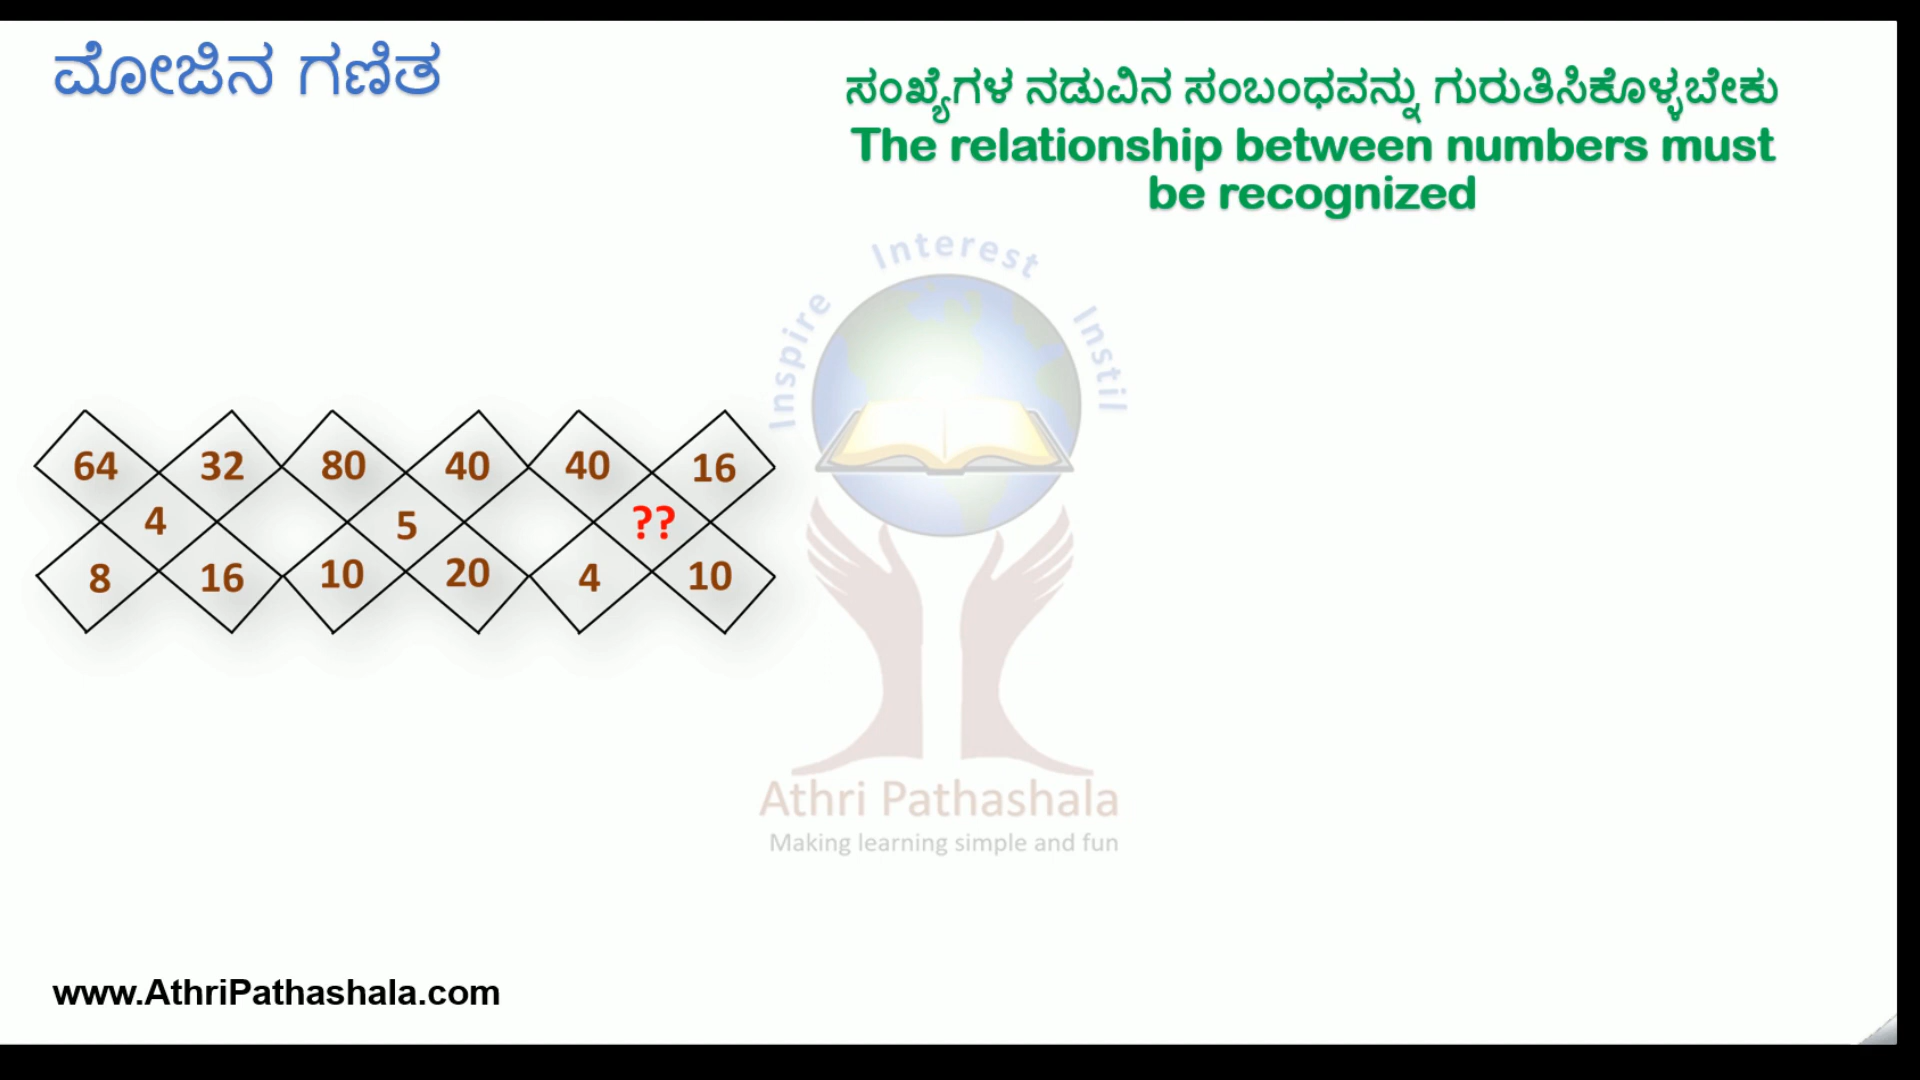 ಮೋಜಿನ ಗಣಿತ
ಸಂಖ್ಯೆಗಳ ನಡುವಿನ ಸಂಬಂಧವನ್ನು ಗುರುತಿಸಿಕೊಳ್ಳಬೇಕು
The relationship between numbers must
be recognized
Inspire Interest Instil
64 32 80 40 40 16
4 5 ??
8 16 10 20 4 10
Athri Pathashala
Making learning simple and fun
www.AthriPathashala.com